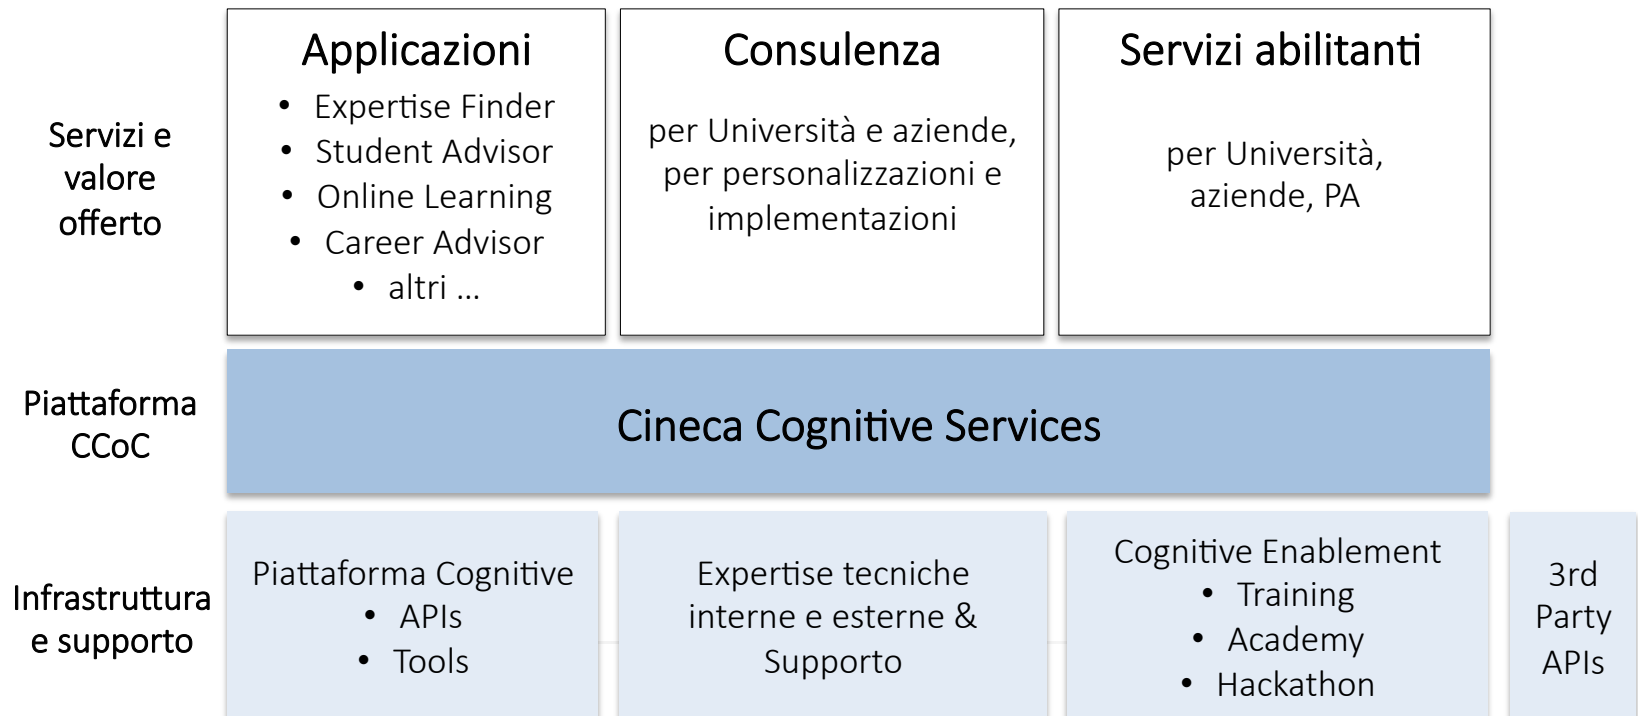 Servizi e
valore
offerto
Applicazioni
• Expertise Finder
• Student Advisor
• Online Learning
• Career Advisor
• altri ...
Consulenza
per Università e aziende,
per personalizzazioni e
implementazioni
Servizi abilitanti
per Università,
aziende, PA
Piattaforma
CCoC
Cineca Cognitive Services
Infrastruttura
e supporto
Piattaforma Cognitive
• APIs
• Tools
Expertise tecniche
interne e esterne &
Supporto
Cognitive Enablement
• Training
• Academy
• Hackathon
3rd
Party
APIs